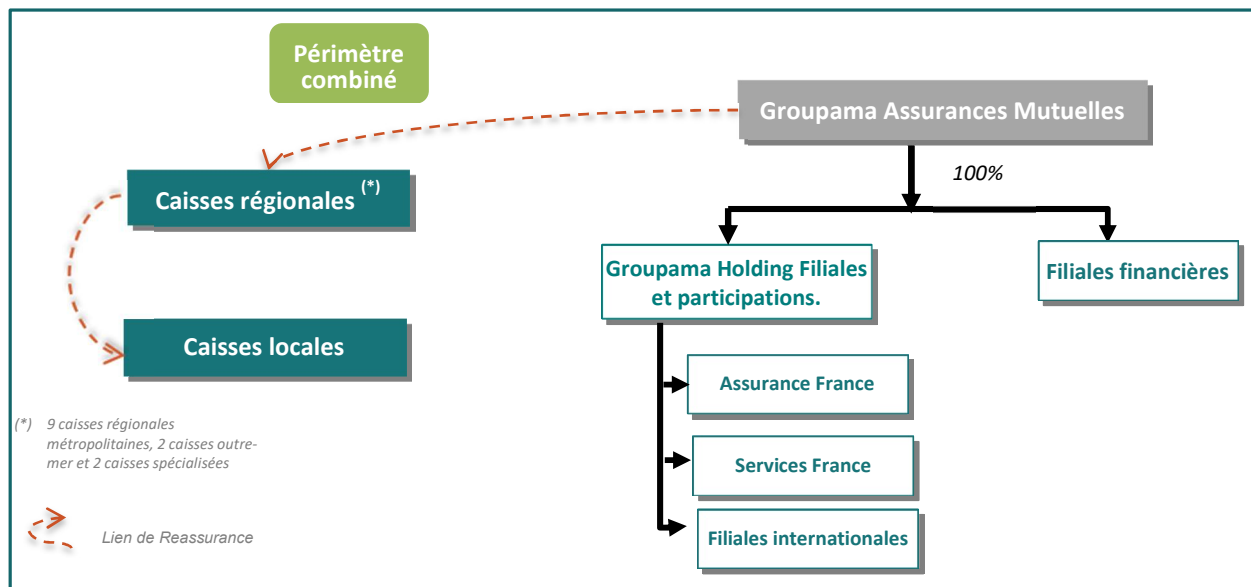 Périmètre
combiné
Groupama Assurances Mutuelles
100%
Caisses régionales (*)
Groupama Holding Filiales
et participations.
Filiales financières
Caisses locales
Assurance France
Services France
Filiales internationales
(*) 9 caisses régionales
métropolitaines, 2 caisses outre-
mer et 2 caisses spécialisées
Lien de Reassurance